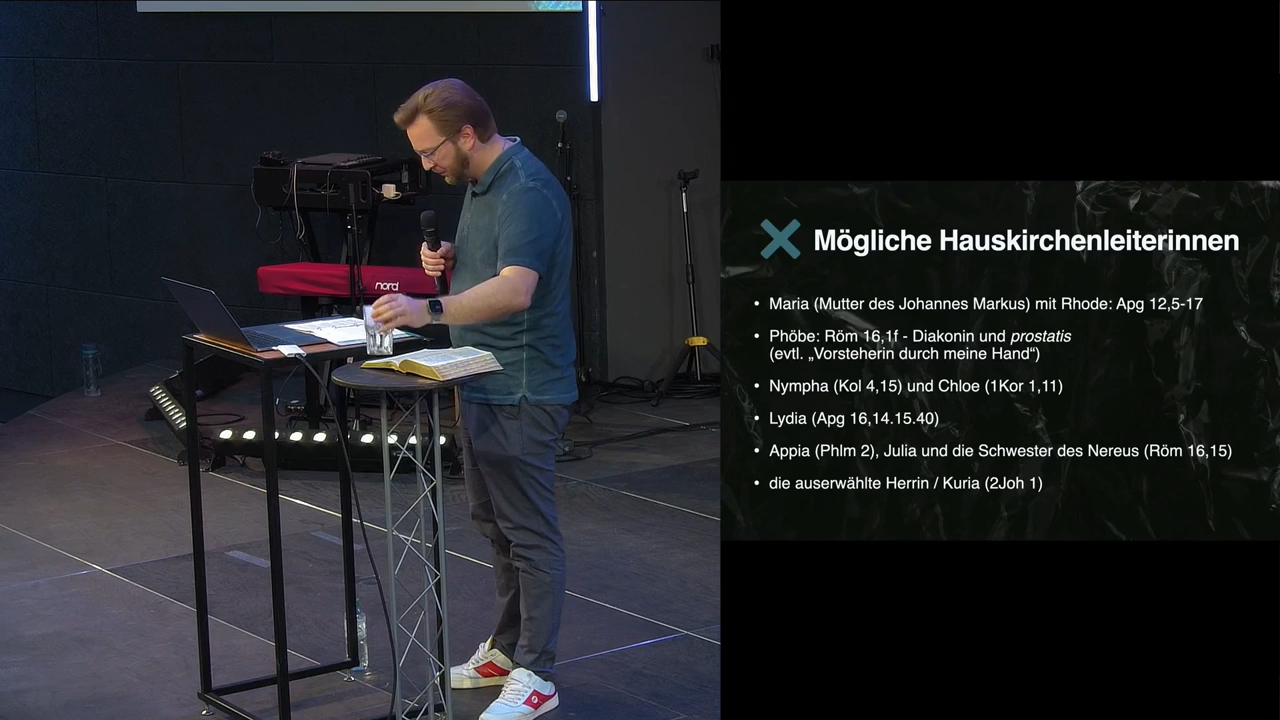 nord
Mögliche Hauskirchenleiterinnen
• Maria (Mutter des Johannes Markus) mit Rhode: Apg 12,5-17
• Phöbe: Röm 16,1f - Diakonin und prostatis
(evtl. „Vorsteherin durch meine Hand“)
• Nympha (Kol 4,15) und Chloe (1Kor 1,11)
• Lydia (Apg 16,14.15.40)
• Appia (Phlm 2), Julia und die Schwester des Nereus (Röm 16,15)
• die auserwählte Herrin / Kuria (2Joh 1)